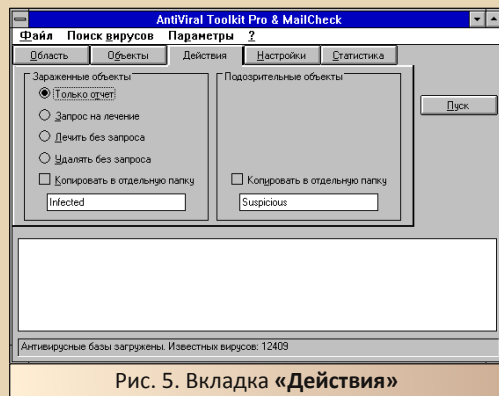 AntiViral Toolkit Pro & MailCheck
Файл Поиск вирусов Параметры ?
Область Объекты Действия Настройки Статистика
Зараженные объекты Подозрительные объекты
Только отчет
Пуск
Запрос на лечение
Лечить без запроса
Удалять без запроса
Копировать в отдельную папку Копировать в отдельную папку
Infected Suspicious
Антивирусные базы загружены. Известных вирусов: 12409
Рис. 5. Вкладка «Действия»